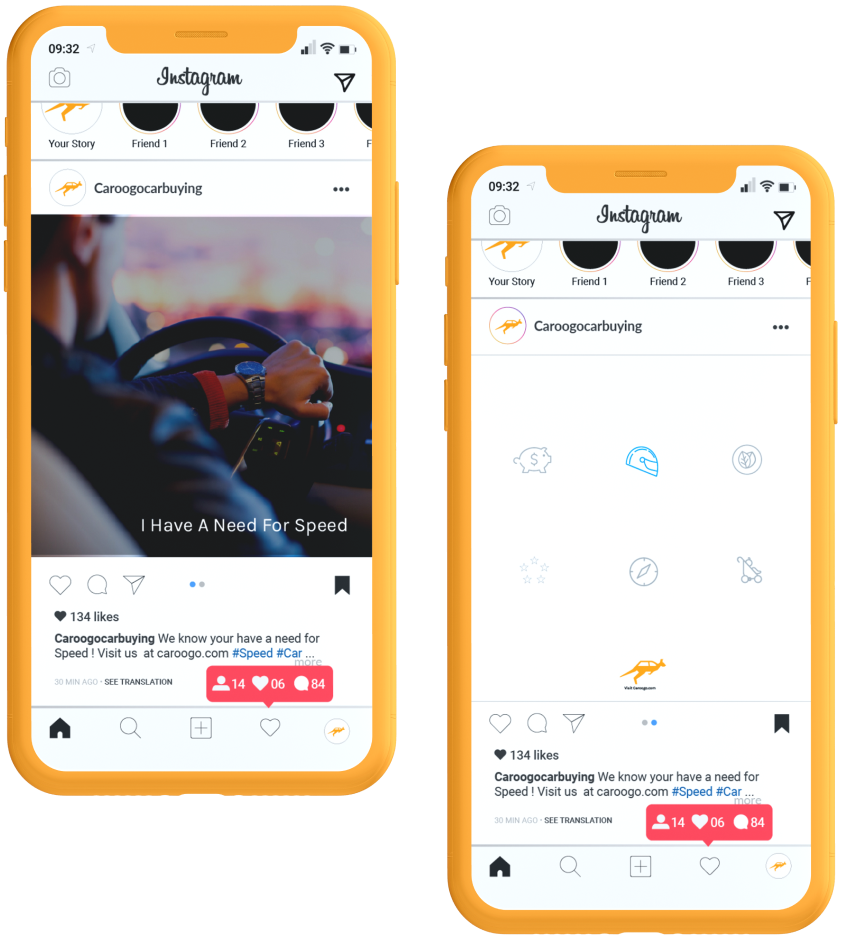 09:32
Instagram
Your Story
Friend 1
Friend 2
Friend 3
F
Caroogocarbuying
I Have A Need For Speed
134 likes
Caroogocarbuying We know your have a need for
Speed ! Visit us at caroogo.com #Speed #Car ...
more
30 MIN AGO • SEE TRANSLATION
14 06 84
09:32
Instagram
Your Story
Friend 1
Friend 2
Friend 3
F
Caroogocarbuying
$
Visit Caroogo.com
134 likes
Caroogocarbuying We know your have a need for
Speed ! Visit us at caroogo.com #Speed #Car ...
more
30 MIN AGO • SEE TRANSLATION
14 06 84